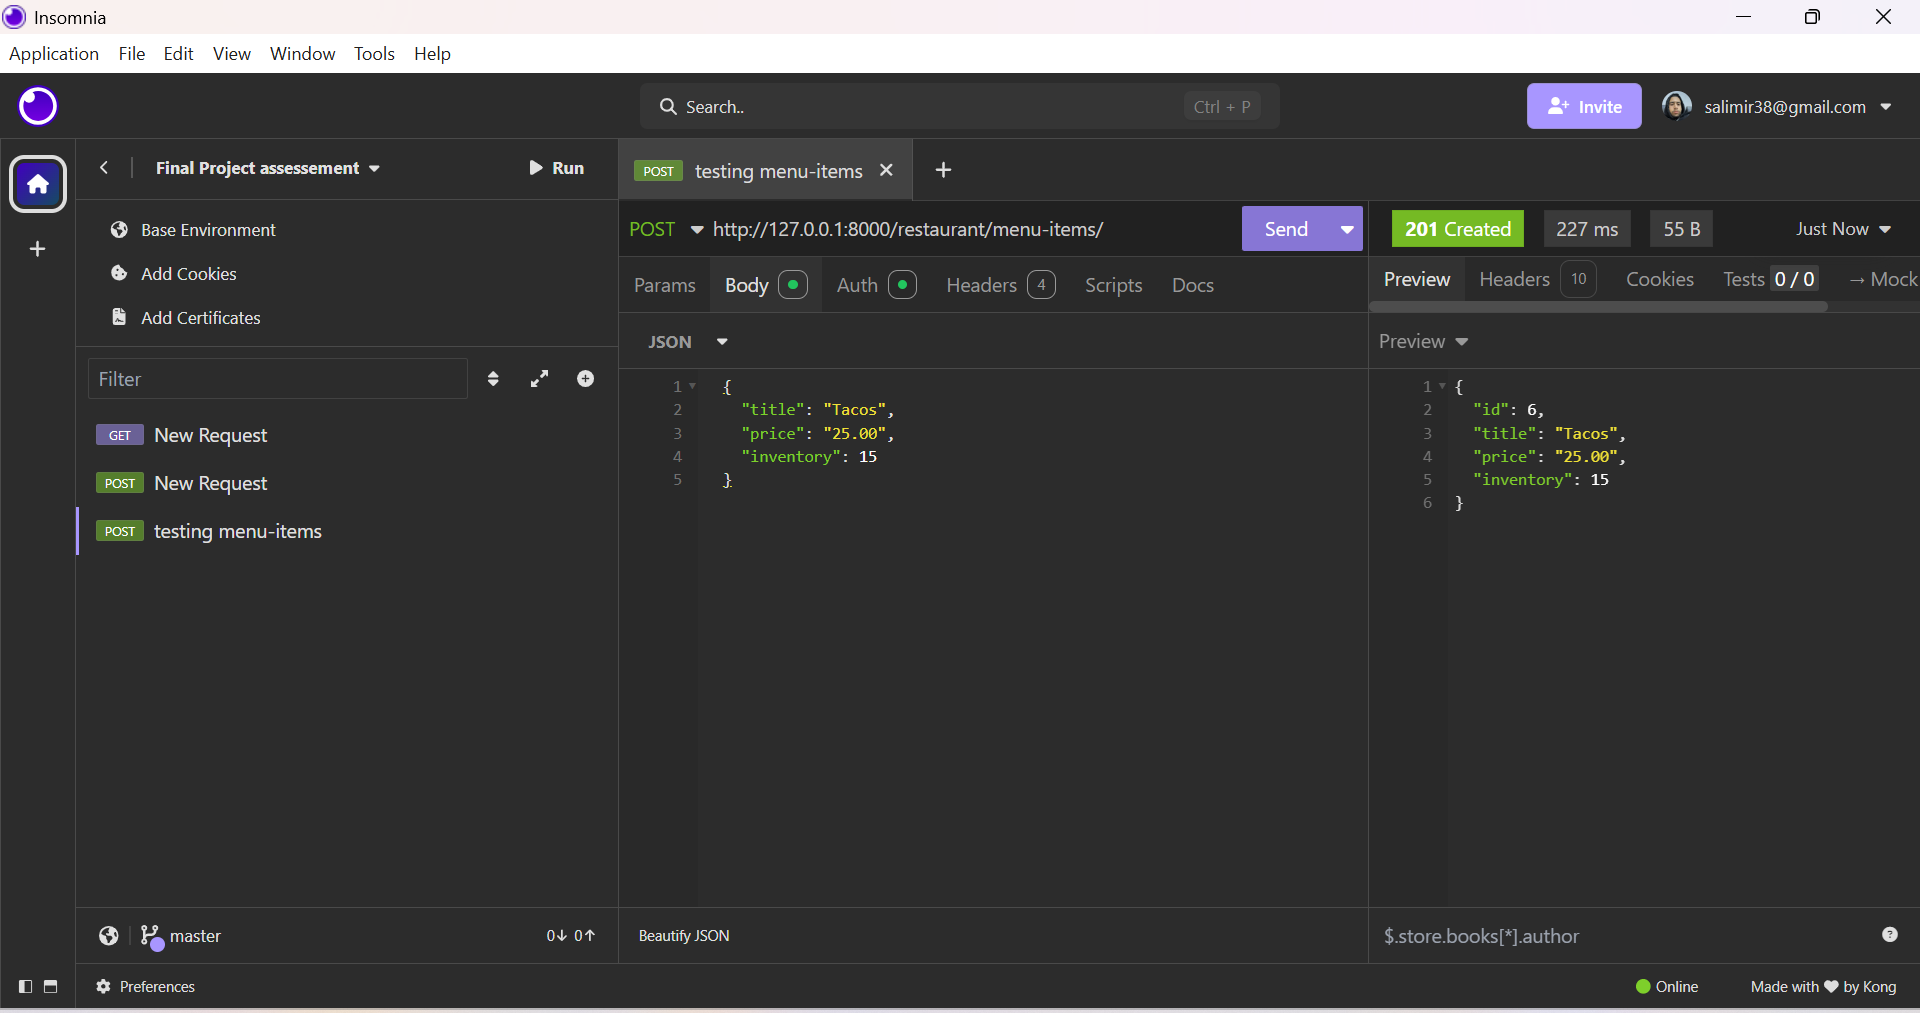 Insomnia
Application File Edit View Window Tools Help
Search.. Ctrl + P
Invite
salimir38@gmail.com
Final Project assessement
Run
Base Environment
Add Cookies
Add Certificates
Filter
GET New Request
POST New Request
POST testing menu-items
master 0↓ 0↑
Preferences
POST testing menu-items
POST http://127.0.0.1:8000/restaurant/menu-items/ Send
Params Body Auth Headers 4 Scripts Docs
JSON
1 {
2 "title": "Tacos",
3 "price": "25.00",
4 "inventory": 15
5 }
Beautify JSON
201 Created 227 ms 55 B Just Now
Preview Headers 10 Cookies Tests 0 / 0 → Mock
Preview
1 {
2 "id": 6,
3 "title": "Tacos",
4 "price": "25.00",
5 "inventory": 15
6 }
$.store.books[*].author
Online Made with ♥ by Kong